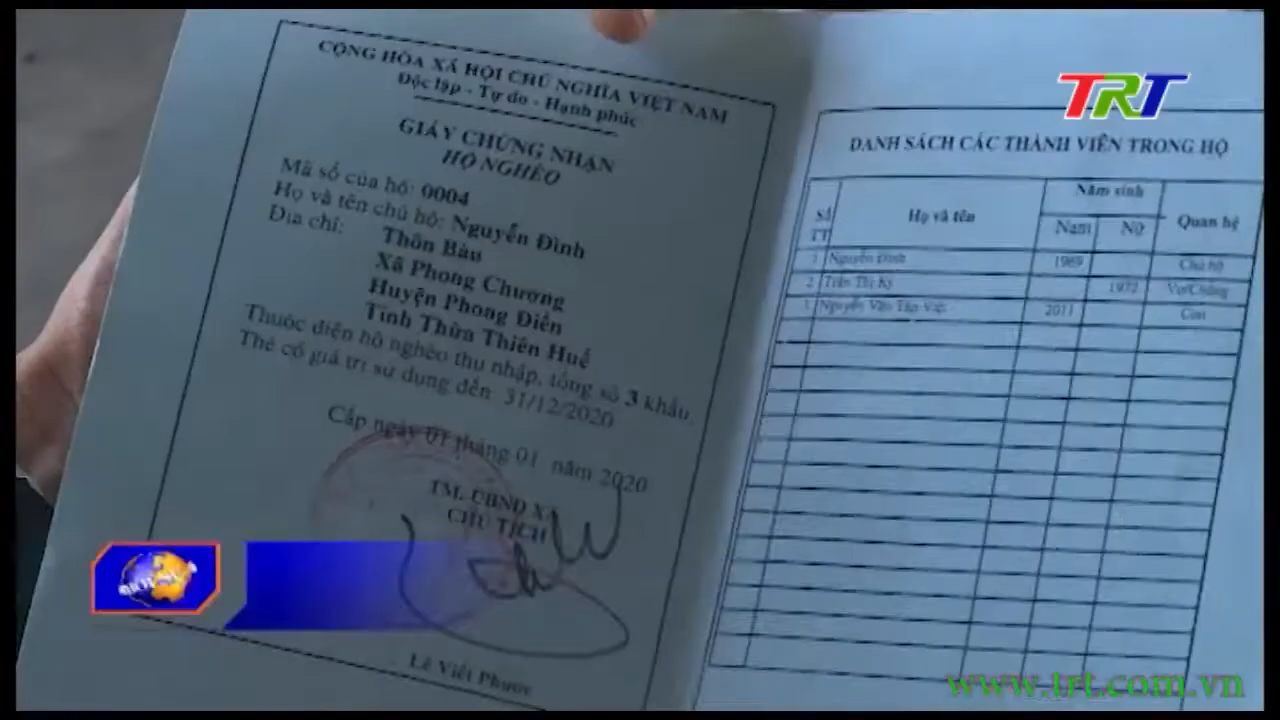 CỘNG HÒA XÃ HỘI CHỦ NGHĨA VIỆT NAM
Độc lập - Tự do - Hạnh phúc
GIẤY CHỨNG NHẬN
HỘ NGHÈO
Mã số của hộ: 0004
Họ và tên chủ hộ: Nguyễn Đình
Địa chỉ: Thôn Bàu
Xã Phong Chương
Huyện Phong Điền
Tỉnh Thừa Thiên Huế
Thuộc diện hộ nghèo thu nhập, tổng số 3 khẩu.
Thẻ có giá trị sử dụng đến 31/12/2020
Cấp ngày 01 tháng 01 năm 2020
TM. UBND X
CHỦ TỊCH
Lê Viết Phước
TRT
DANH SÁCH CÁC THÀNH VIÊN TRONG HỘ
Số TT Họ và tên Năm sinh Quan hệ
Nam Nữ
1 Nguyễn Đình 1969 Chủ hộ
2 Trần Thị Ký 1972 Vợ/Chồng
3 Nguyễn Văn Tấn 2011 Con
www.trt.com.vn